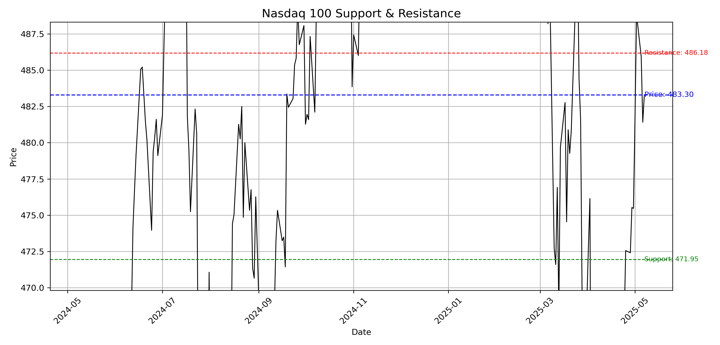 Nasdaq 100 Support & Resistance
Price
487.5
485.0
482.5
480.0
477.5
475.0
472.5
470.0
Resistance: 486.18
Price: 483.30
Support: 471.95
2024-05
2024-07
2024-09
2024-11
2025-01
2025-03
2025-05
Date